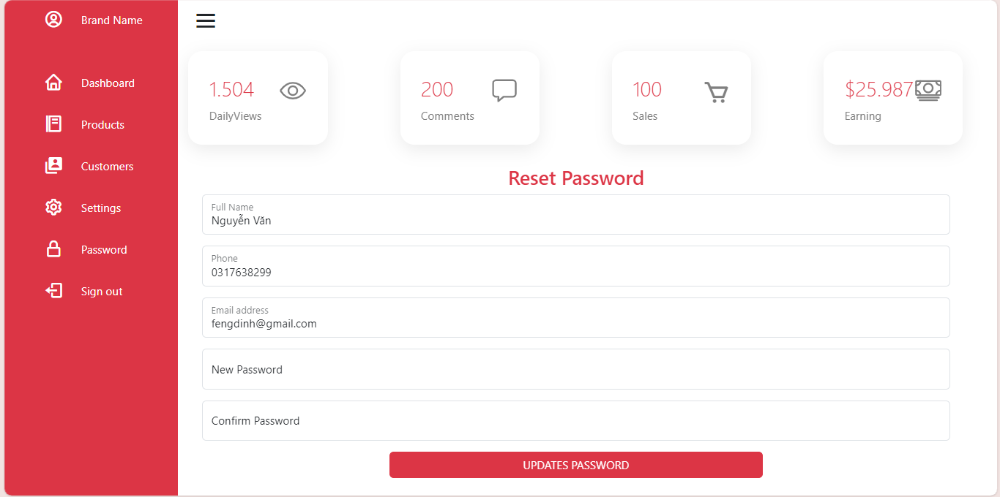 Brand Name
Dashboard
Products
Customers
Settings
Password
Sign out
1.504
DailyViews
200
Comments
100
Sales
$25.987
Earning
Reset Password
Full Name
Nguyễn Văn
Phone
0317638299
Email address
fengdinh@gmail.com
New Password
Confirm Password
UPDATES PASSWORD